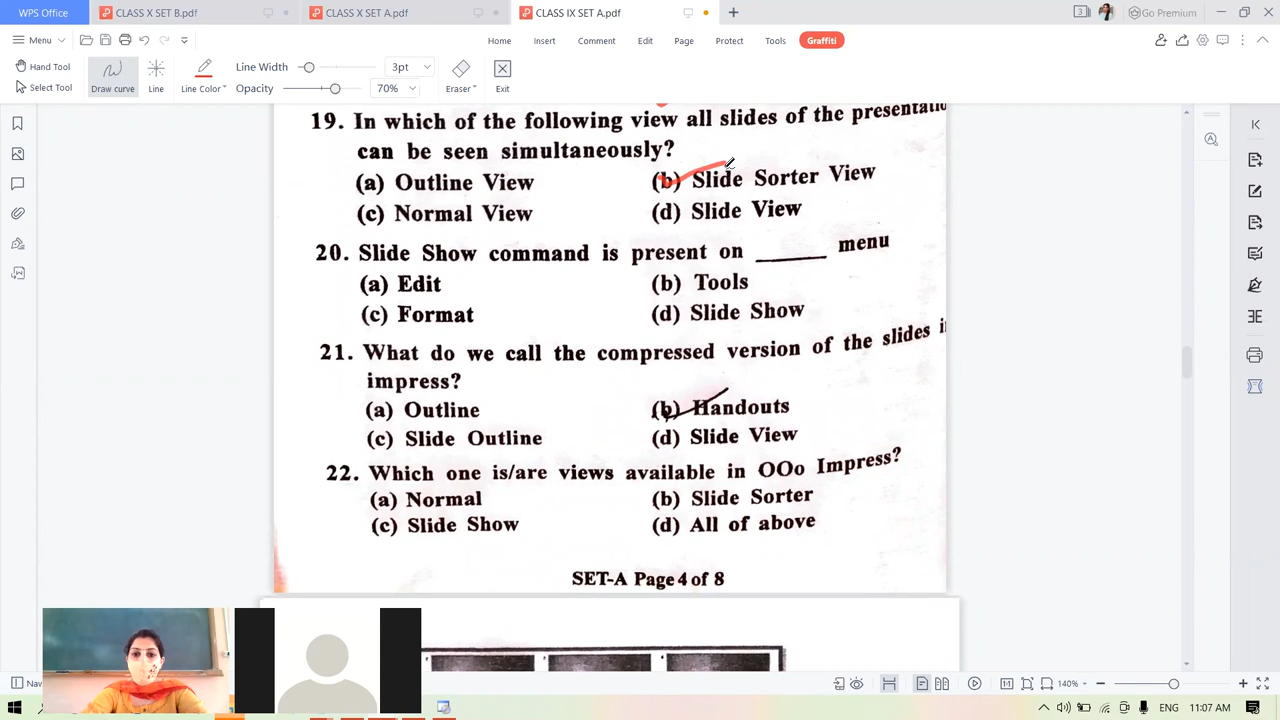 WPS Office
CLASS X SET D.pdf
CLASS X SET B.pdf
CLASS IX SET A.pdf
3
Go Premium
Menu
Home Insert Comment Edit Page Protect Tools Graffiti
Hand Tool
Select Tool
Draw curve
Line
Line Color
Line Width
3pt
Opacity
70%
Eraser
Exit
19. In which of the following view all slides of the
can be seen simultaneously?
(a) Outline View (b) Slide Sorter View
(c) Normal View (d) Slide View
20. Slide Show command is present on ______ menu
(a) Edit (b) Tools
(c) Format (d) Slide Show
21. What do we call the compressed version of the slides
impress?
(a) Outline (b) Handouts
(c) Slide Outline (d) Slide View
22. Which one is/are views available in OOo Impress?
(a) Normal (b) Slide Sorter
(c) Slide Show (d) All of above
SET-A Page 4 of 8
Nav
140%
ENG 11:07 AM